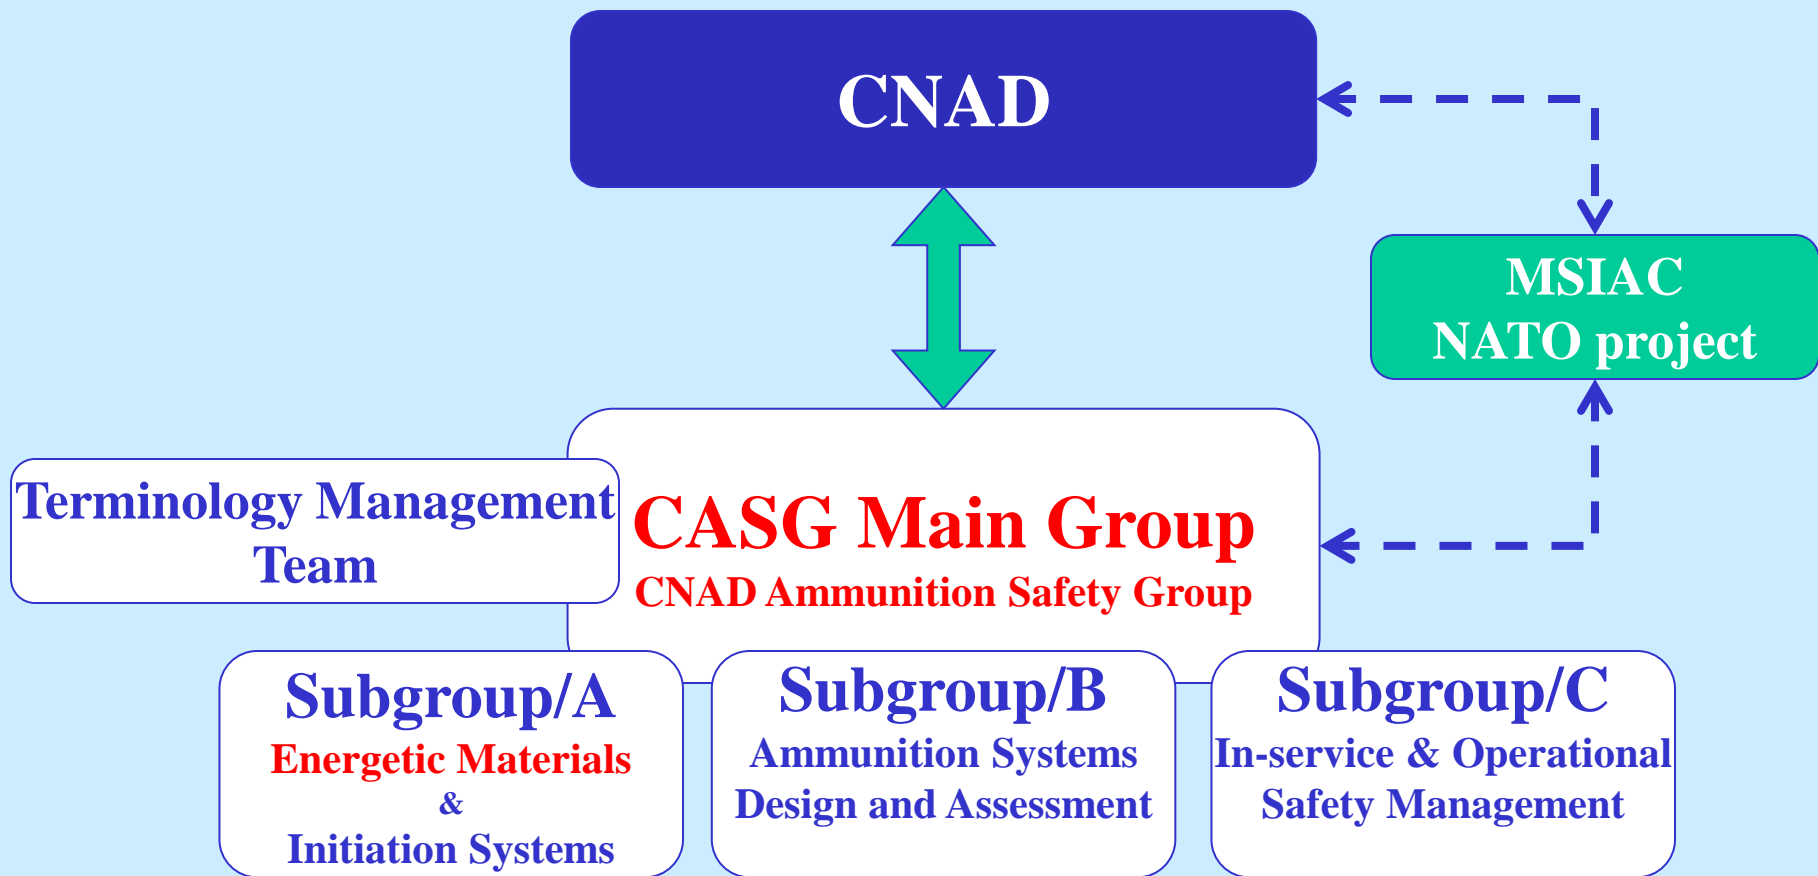 CNAD
MSIAC
NATO project
Terminology Management
Team
CASG Main Group
CNAD Ammunition Safety Group
Subgroup/A
Energetic Materials
&
Initiation Systems
Subgroup/B
Ammunition Systems
Design and Assessment
Subgroup/C
In-service & Operational
Safety Management